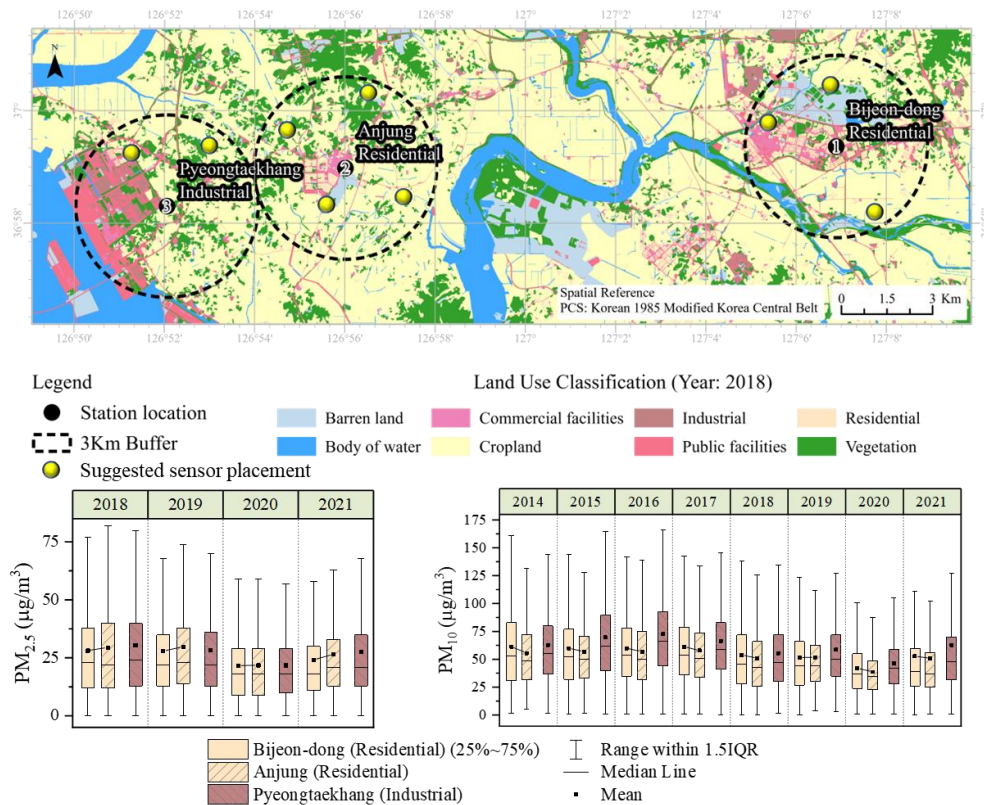 126°50' 126°52' 126°54' 126°56' 126°58' 127° 127°2' 127°4' 127°6' 127°8'
N
37°
36°58'
Bijeon-dong
Residential
1
Anjung
Residential
2
Pyeongtaekhang
Industrial
3
Spatial Reference
PCS: Korean 1985 Modified Korea Central Belt
0 1.5 3 Km
126°50' 126°52' 126°54' 126°56' 126°58' 127° 127°2' 127°4' 127°6' 127°8'
Legend
Station location
3Km Buffer
Suggested sensor placement
Land Use Classification (Year: 2018)
Barren land Commercial facilities Industrial Residential
Body of water Cropland Public facilities Vegetation
2018 2019 2020 2021
PM2.5 (μg/m³)
75
50
25
0
2014 2015 2016 2017 2018 2019 2020 2021
PM10 (μg/m³)
175
150
125
100
75
50
25
0
Bijeon-dong (Residential) (25%~75%)
Anjung (Residential)
Pyeongtaekhang (Industrial)
Range within 1.5IQR
Median Line
Mean